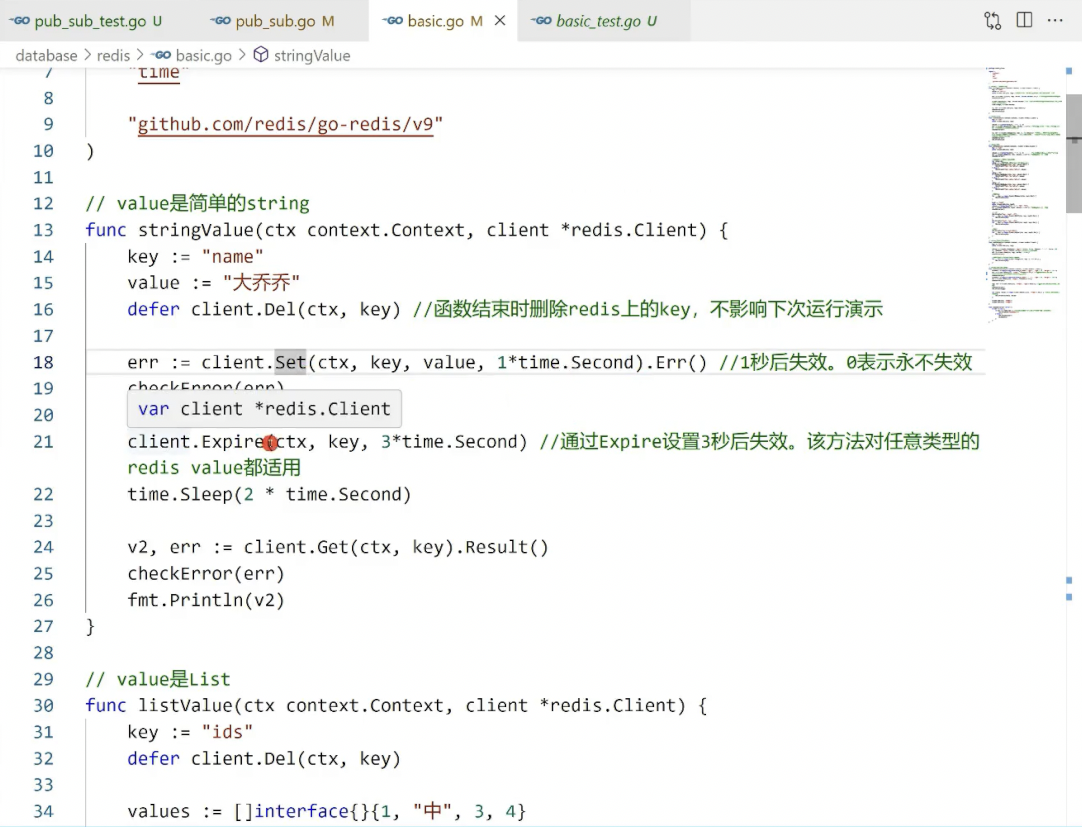 pub_sub_test.go U
pub_sub.go M
basic.go M
basic_test.go U
database > redis > basic.go > stringValue
7 "time"
8
9 "github.com/redis/go-redis/v9"
10 )
11
12 // value是简单的string
13 func stringValue(ctx context.Context, client *redis.Client) {
14 key := "name"
15 value := "大乔乔"
16 defer client.Del(ctx, key) //函数结束时删除redis上的key，不影响下次运行演示
17
18 err := client.Set(ctx, key, value, 1*time.Second).Err() //1秒后失效。0表示永不失效
19 checkError(err)
20 var client *redis.Client
21 client.Expire(ctx, key, 3*time.Second) //通过Expire设置3秒后失效。该方法对任意类型的
redis value都适用
22 time.Sleep(2 * time.Second)
23
24 v2, err := client.Get(ctx, key).Result()
25 checkError(err)
26 fmt.Println(v2)
27 }
28
29 // value是List
30 func listValue(ctx context.Context, client *redis.Client) {
31 key := "ids"
32 defer client.Del(ctx, key)
33
34 values := []interface{}{1, "中", 3, 4}